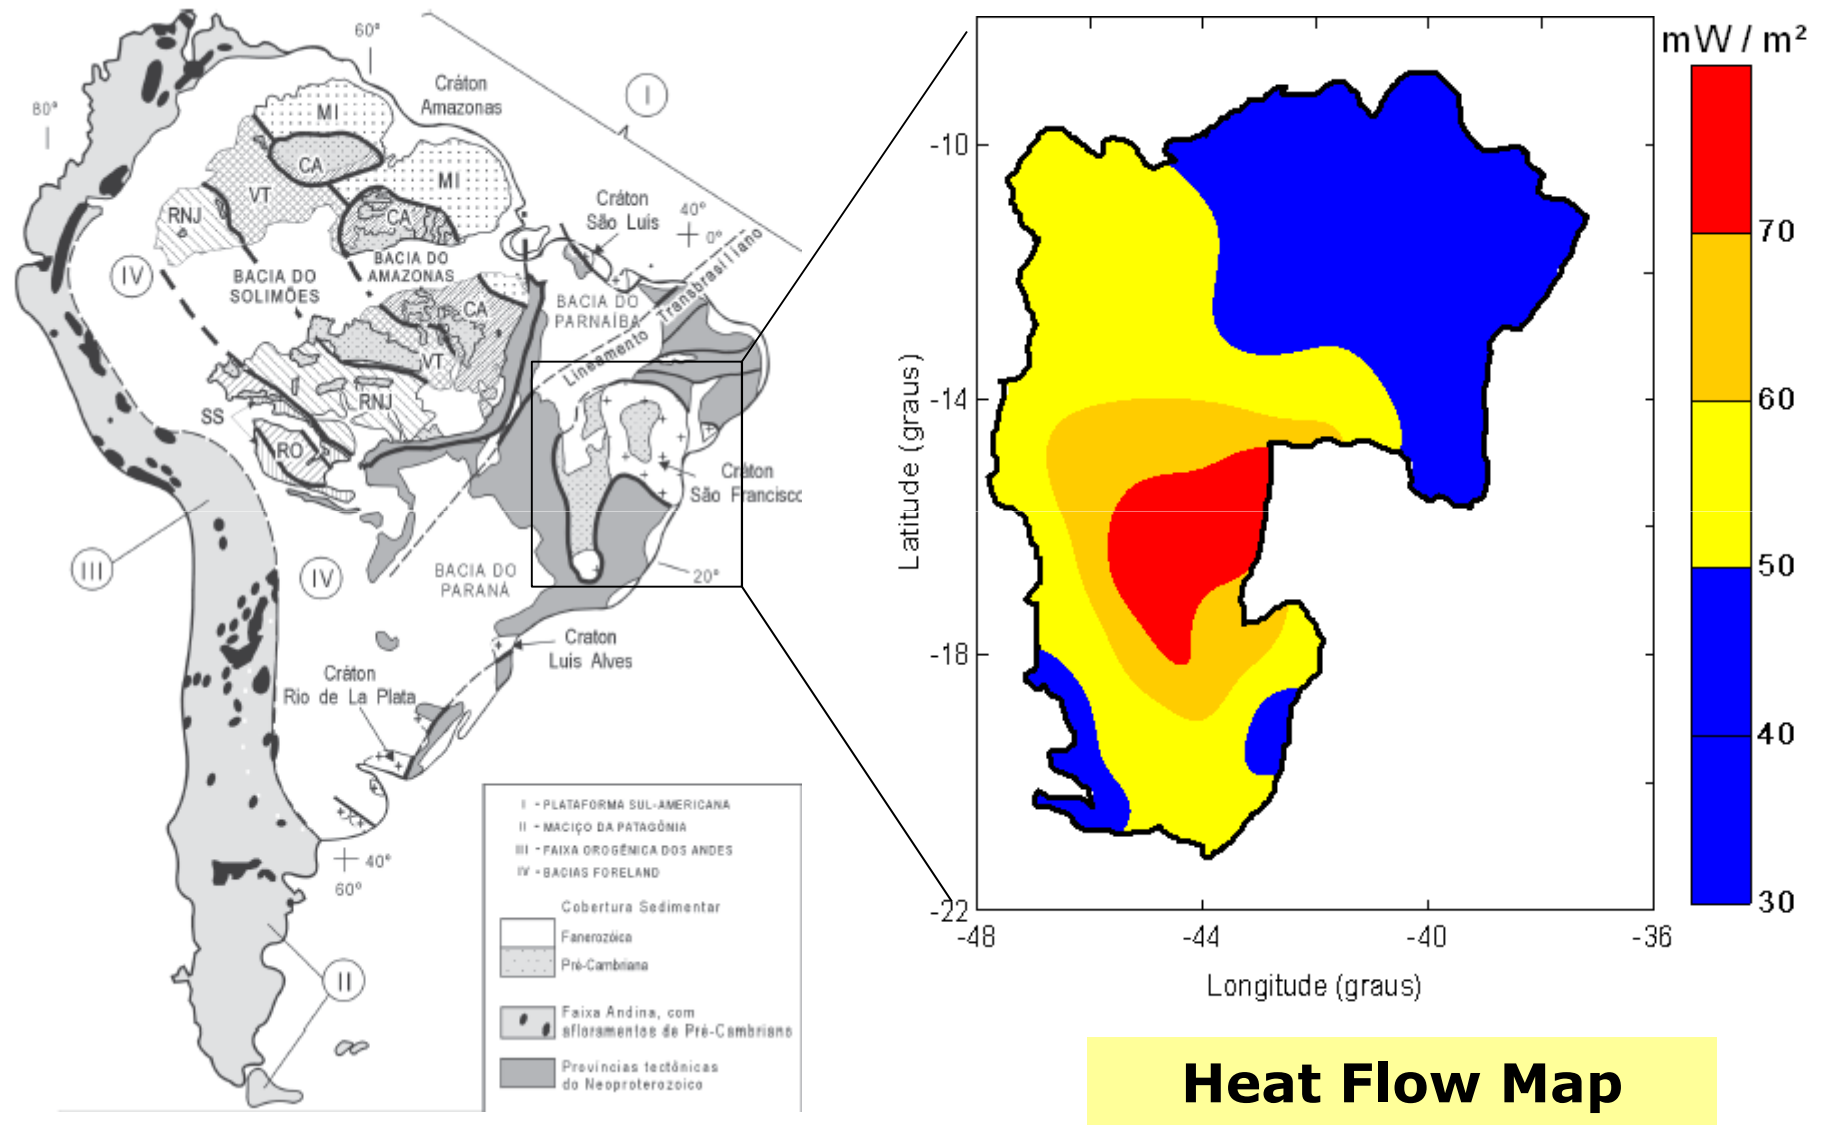 60°
80°
Cráton
Amazonas
I
MI
CA
MI
VT
RNJ
CA
Cráton
São Luís
40°
0°
IV
BACIA DO
SOLIMÕES
BACIA DO
AMAZONAS
CA
VT
BACIA DO
PARNAÍBA
Lineamento Transbrasiliano
RNJ
SS
RO
Cráton
São Francisco
III
IV
BACIA DO
PARANÁ
20°
Craton
Luís Alves
Cráton
Rio de La Plata
40°
60°
II
I - PLATAFORMA SUL-AMERICANA
II - MACIÇO DA PATAGÔNIA
III - FAIXA OROGÊNICA DOS ANDES
IV - BACIAS FORELAND
Cobertura Sedimentar
Fanerozóica
Pré-Cambriana
Faixa Andina, com
afloramentos de Pré-Cambriano
Províncias tectônicas
do Neoproterozoico
mW / m²
70
60
50
40
30
-10
-14
-18
-22
Latitude (graus)
-48
-44
-40
-36
Longitude (graus)
Heat Flow Map